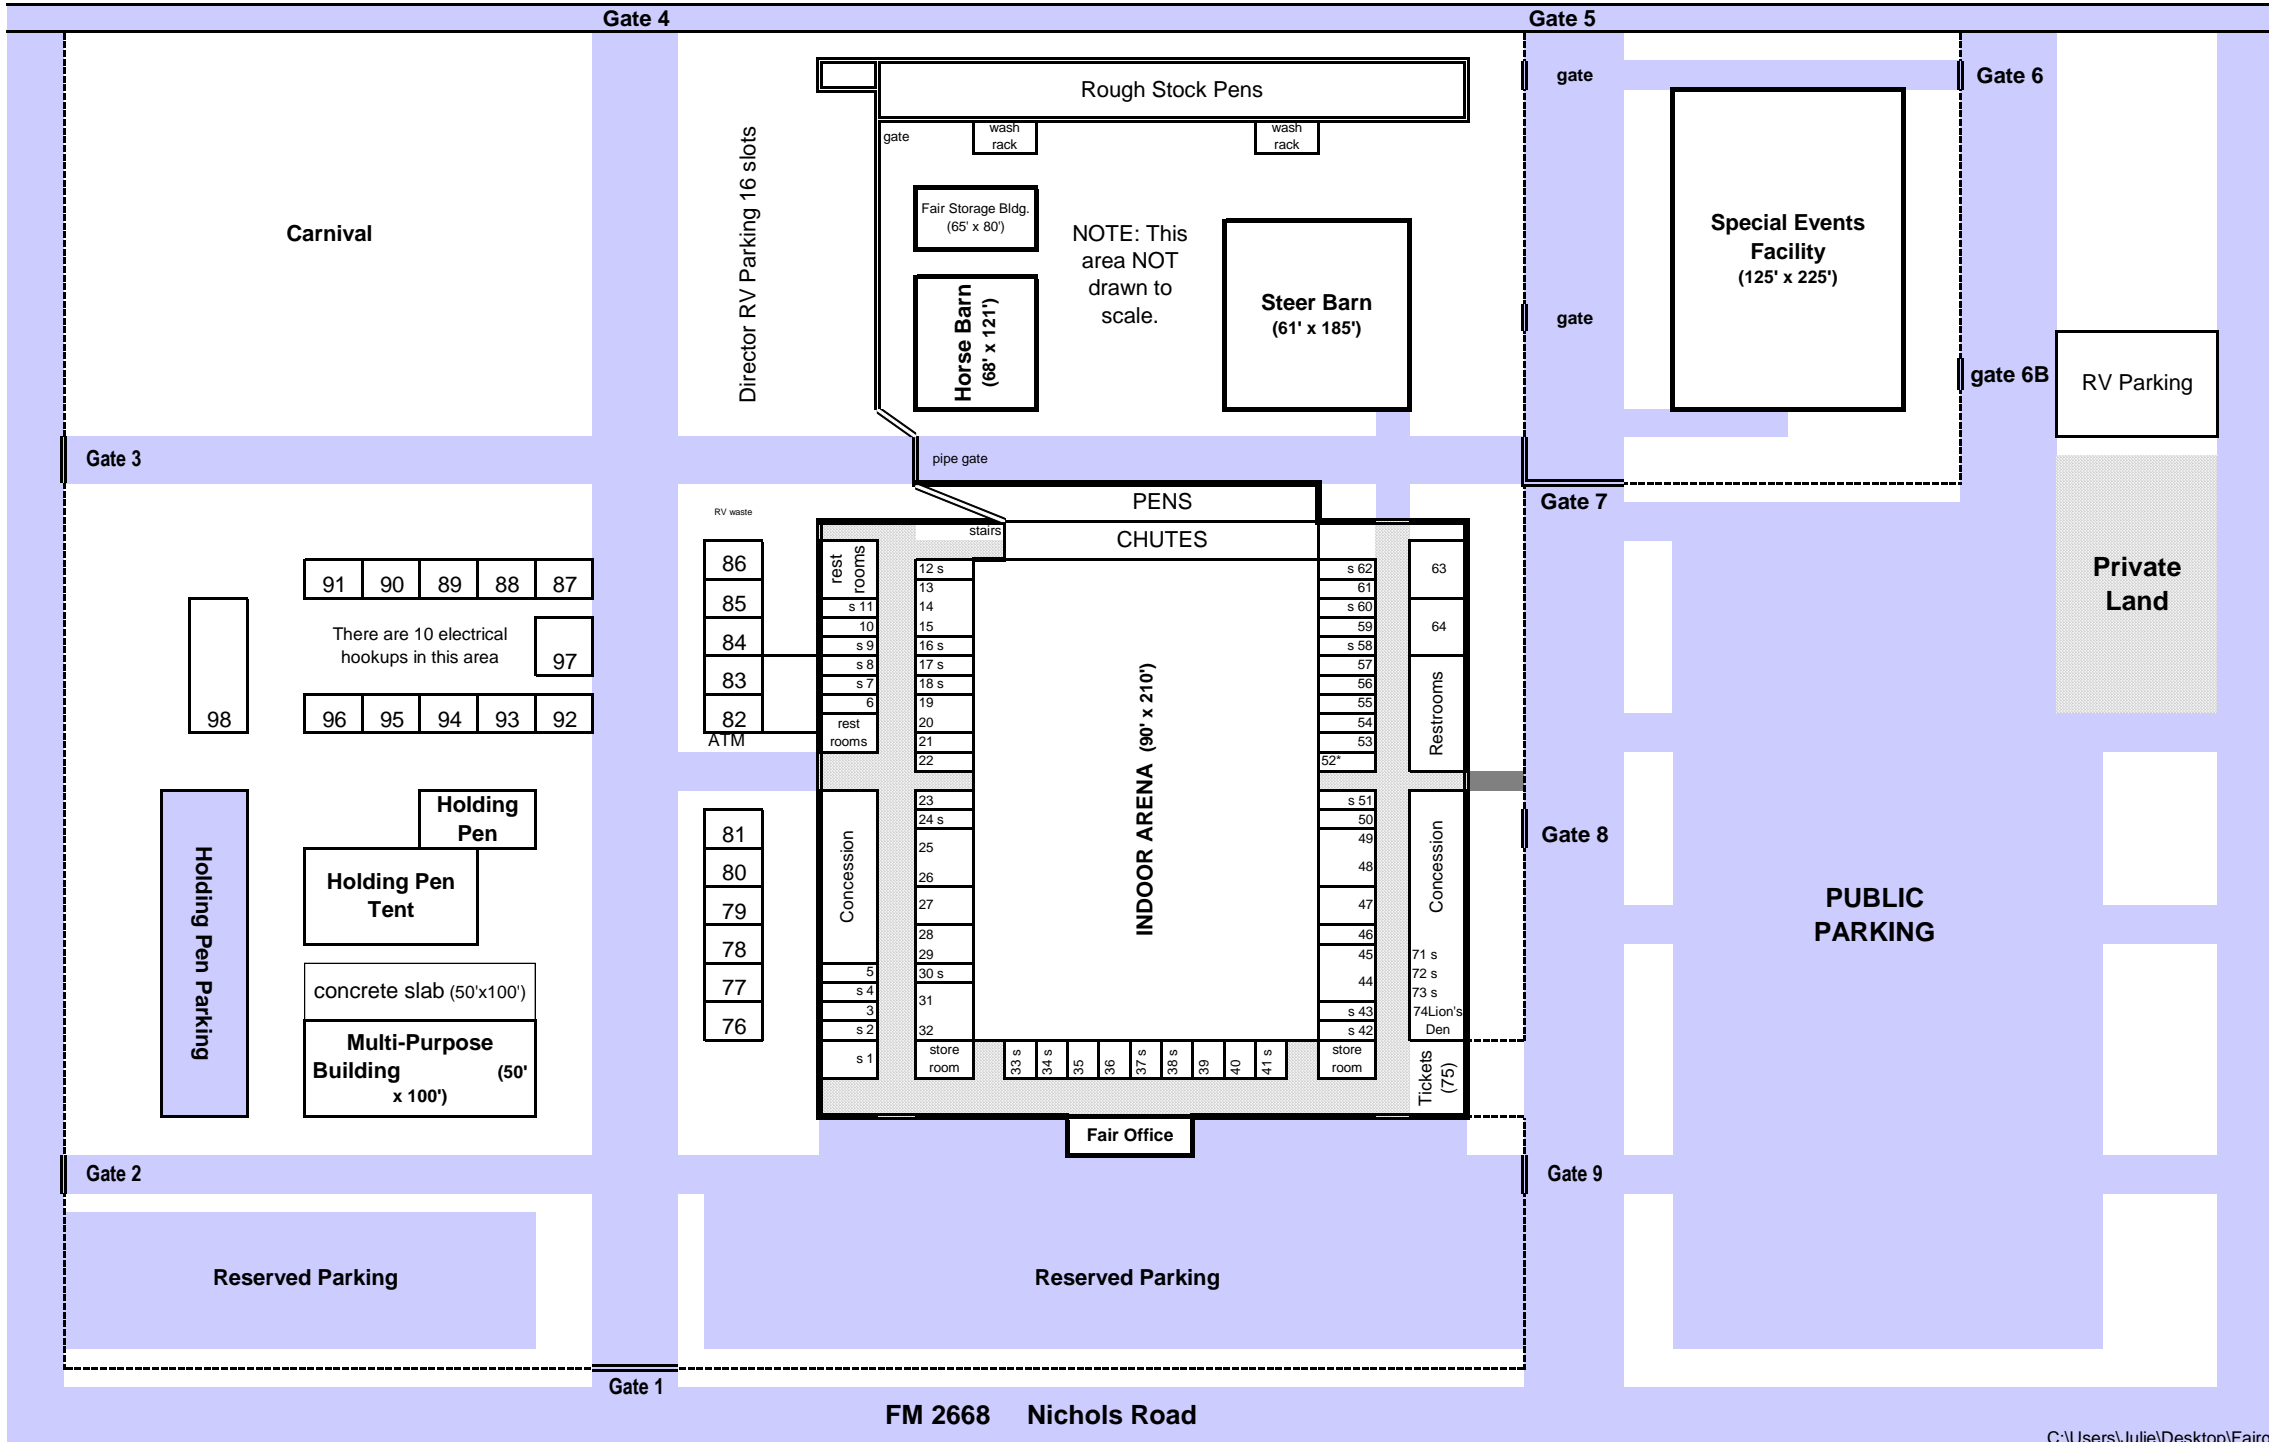 Gate 4
Gate 5
gate
Gate 6
Rough Stock Pens
wash
rack
wash
rack
gate
Director RV Parking 16 slots
Carnival
Fair Storage Bldg.
(65' x 80')
NOTE: This
area NOT
drawn to
scale.
Horse Barn
(68' x 121')
Steer Barn
(61' x 185')
Special Events
Facility
(125' x 225')
gate
gate 6B
RV Parking
Gate 3
pipe gate
Gate 7
PENS
CHUTES
stairs
RV waste
86
85
84
83
82
ATM
91 90 89 88 87
There are 10 electrical
hookups in this area
97
98
96 95 94 93 92
rest
rooms
s 11
10
s 9
s 8
s 7
6
rest
rooms
12 s
13
14
15
16 s
17 s
18 s
19
20
21
22
INDOOR ARENA (90' x 210')
s 62
61
s 60
59
s 58
57
56
55
54
53
52*
63
64
Restrooms
Private
Land
Holding
Pen
Holding Pen
Tent
Holding Pen Parking
concrete slab (50'x100')
Multi-Purpose
Building (50'
x 100')
81
80
79
78
77
76
Concession
5
s 4
3
s 2
s 1
23
24 s
25
26
27
28
29
30 s
31
32
store
room
33 s
34 s
35
36
37 s
38 s
39
40
41 s
s 51
50
49
48
47
46
45
44
s 43
s 42
store
room
Concession
71 s
72 s
73 s
74Lion's
Den
Tickets
(75)
Gate 8
PUBLIC
PARKING
Fair Office
Gate 2
Gate 9
Reserved Parking
Reserved Parking
Gate 1
FM 2668 Nichols Road
C:\Users\Julie\Desktop\Fairg